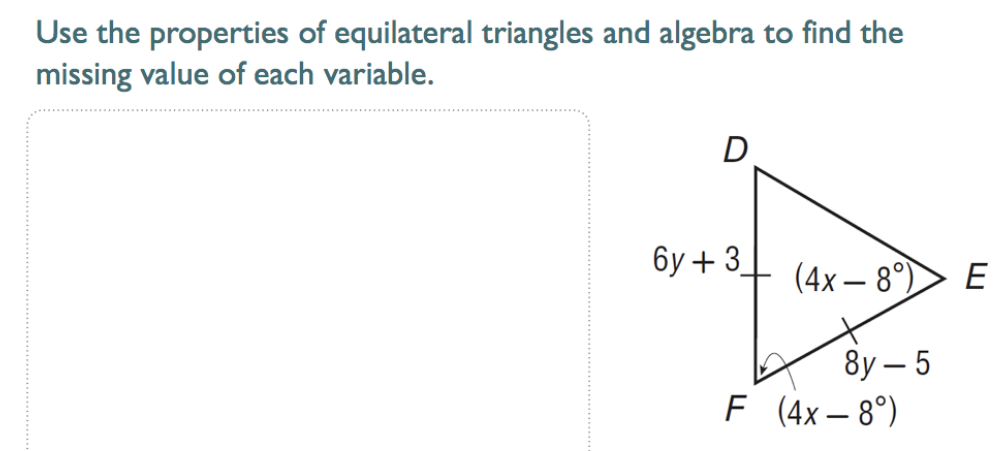 Use the properties of equilateral triangles and algebra to find the
missing value of each variable.
D
6y + 3
(4x – 8°)
E
8y – 5
F
(4x – 8°)